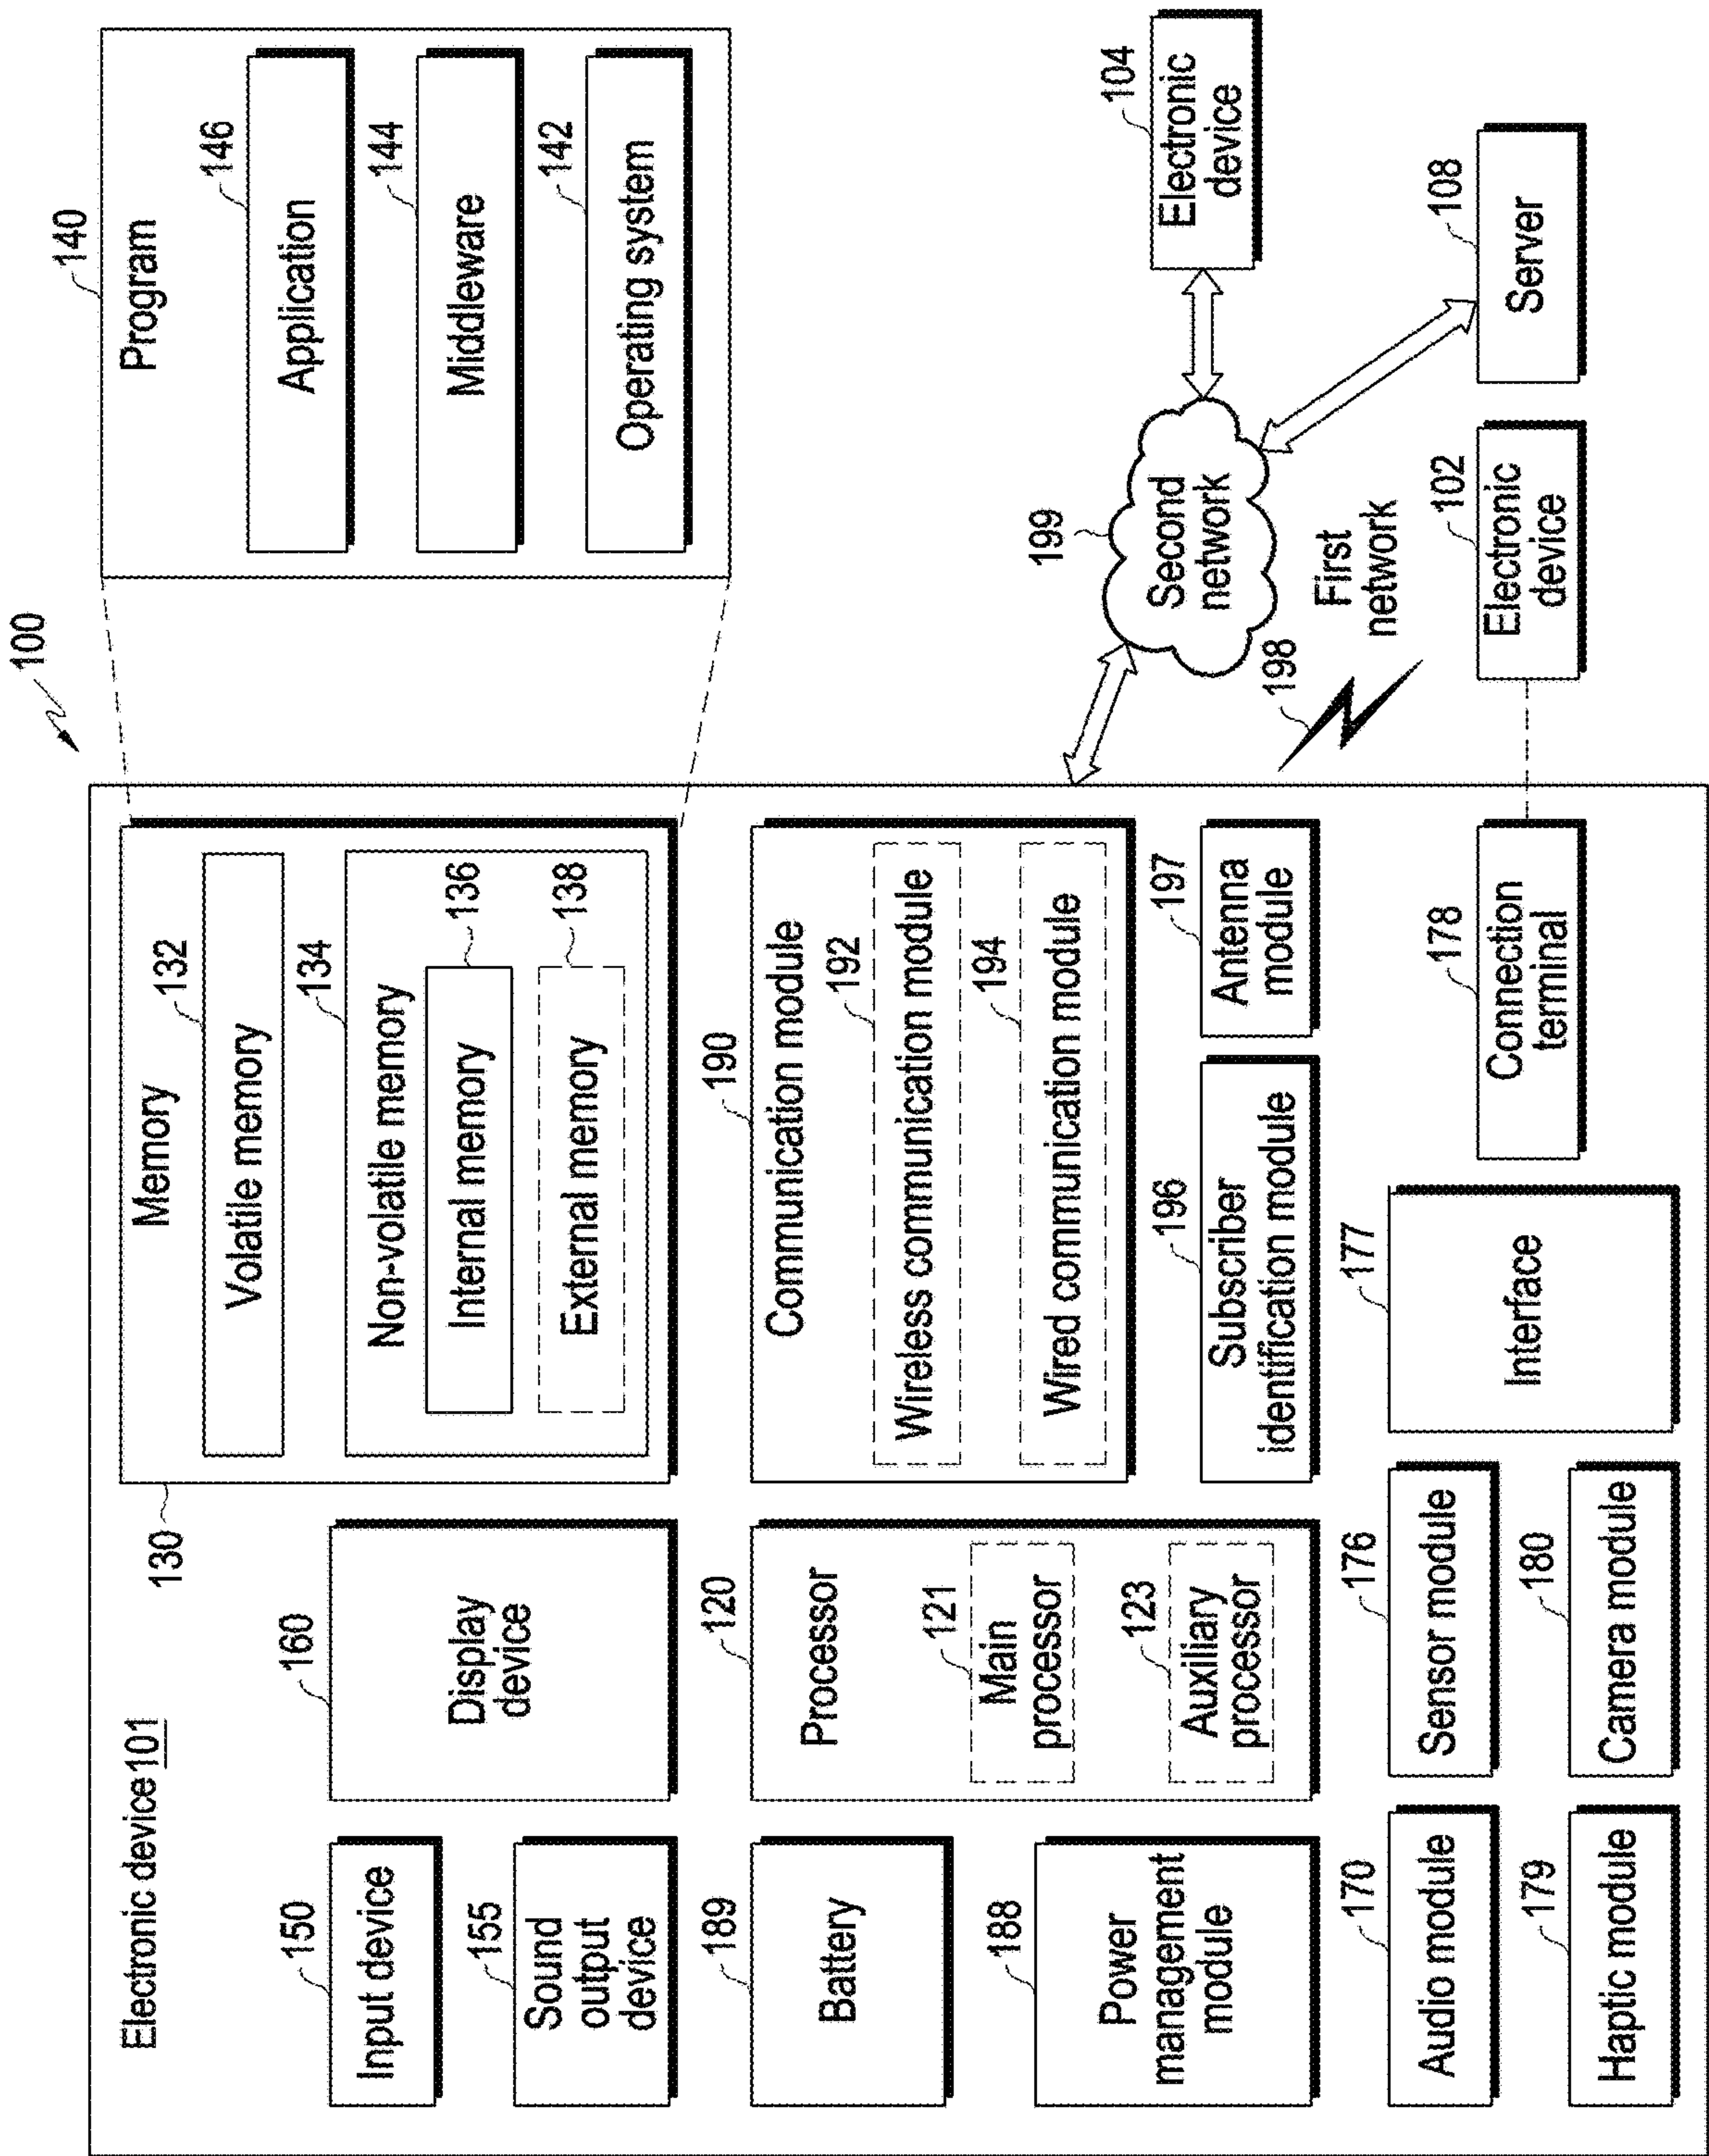 100
Electronic device 101
130
Memory
132
Volatile memory
134
Non-volatile memory
136
Internal memory
138
External memory
140
Program
146
Application
144
Middleware
142
Operating system
150
Input device
155
Sound
output
device
160
Display
device
189
Battery
188
Power
management
module
120
Processor
121
Main
processor
123
Auxiliary
processor
190
Communication module
192
Wireless communication module
194
Wired communication module
196
Subscriber
identification module
197
Antenna
module
170
Audio module
176
Sensor module
179
Haptic module
180
Camera module
177
Interface
178
Connection
terminal
199
Second
network
198
First
network
104
Electronic
device
102
Electronic
device
108
Server